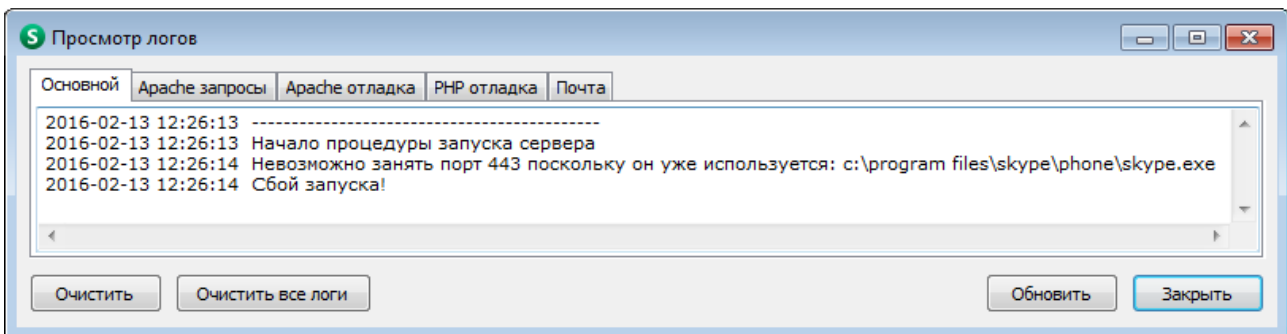 S Просмотр логов
Основной Apache запросы Apache отладка PHP отладка Почта
2016-02-13 12:26:13 --------------------------------------------
2016-02-13 12:26:13 Начало процедуры запуска сервера
2016-02-13 12:26:14 Невозможно занять порт 443 поскольку он уже используется: c:\program files\skype\phone\skype.exe
2016-02-13 12:26:14 Сбой запуска!
Очистить Очистить все логи Обновить Закрыть